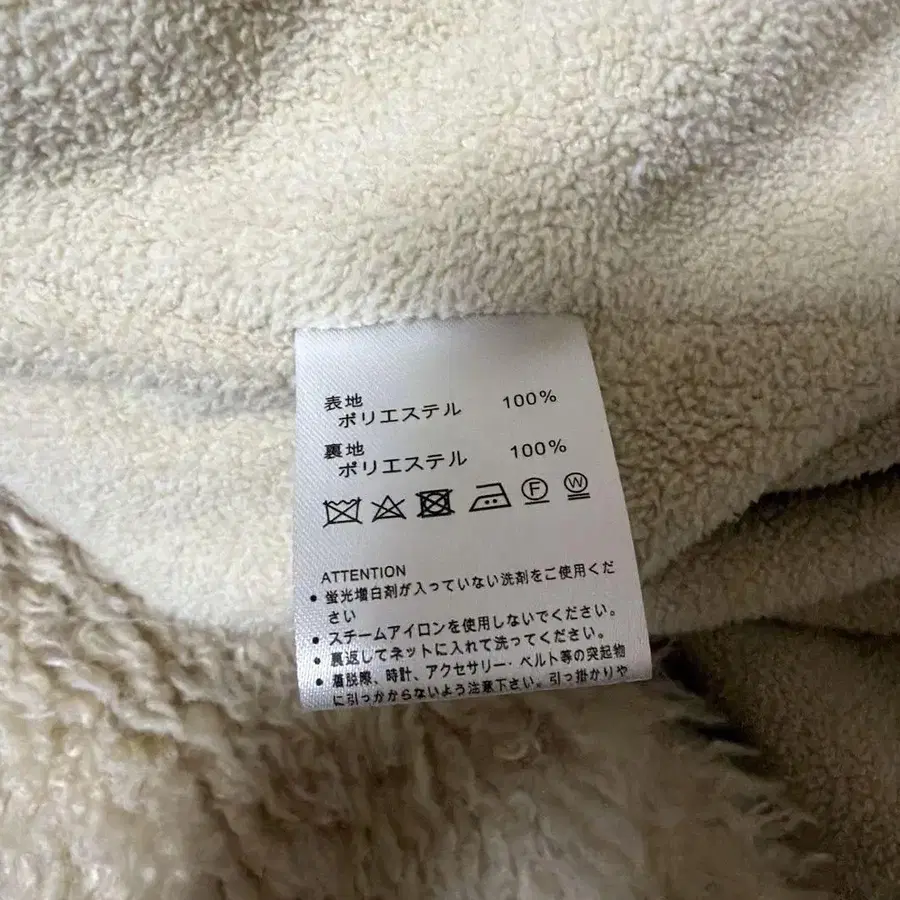 表地
ポリエステル 100%
裏地
ポリエステル 100%
F W
ATTENTION
• 蛍光増白剤が入っていない洗剤をご使用くだ
さい
• スチームアイロンを使用しないでください。
• 裏返してネットに入れて洗ってください。
• 着脱際、時計、アクセサリー・ベルト等の突起物
に引っかからないよう注意下さい。引っ掛かりや